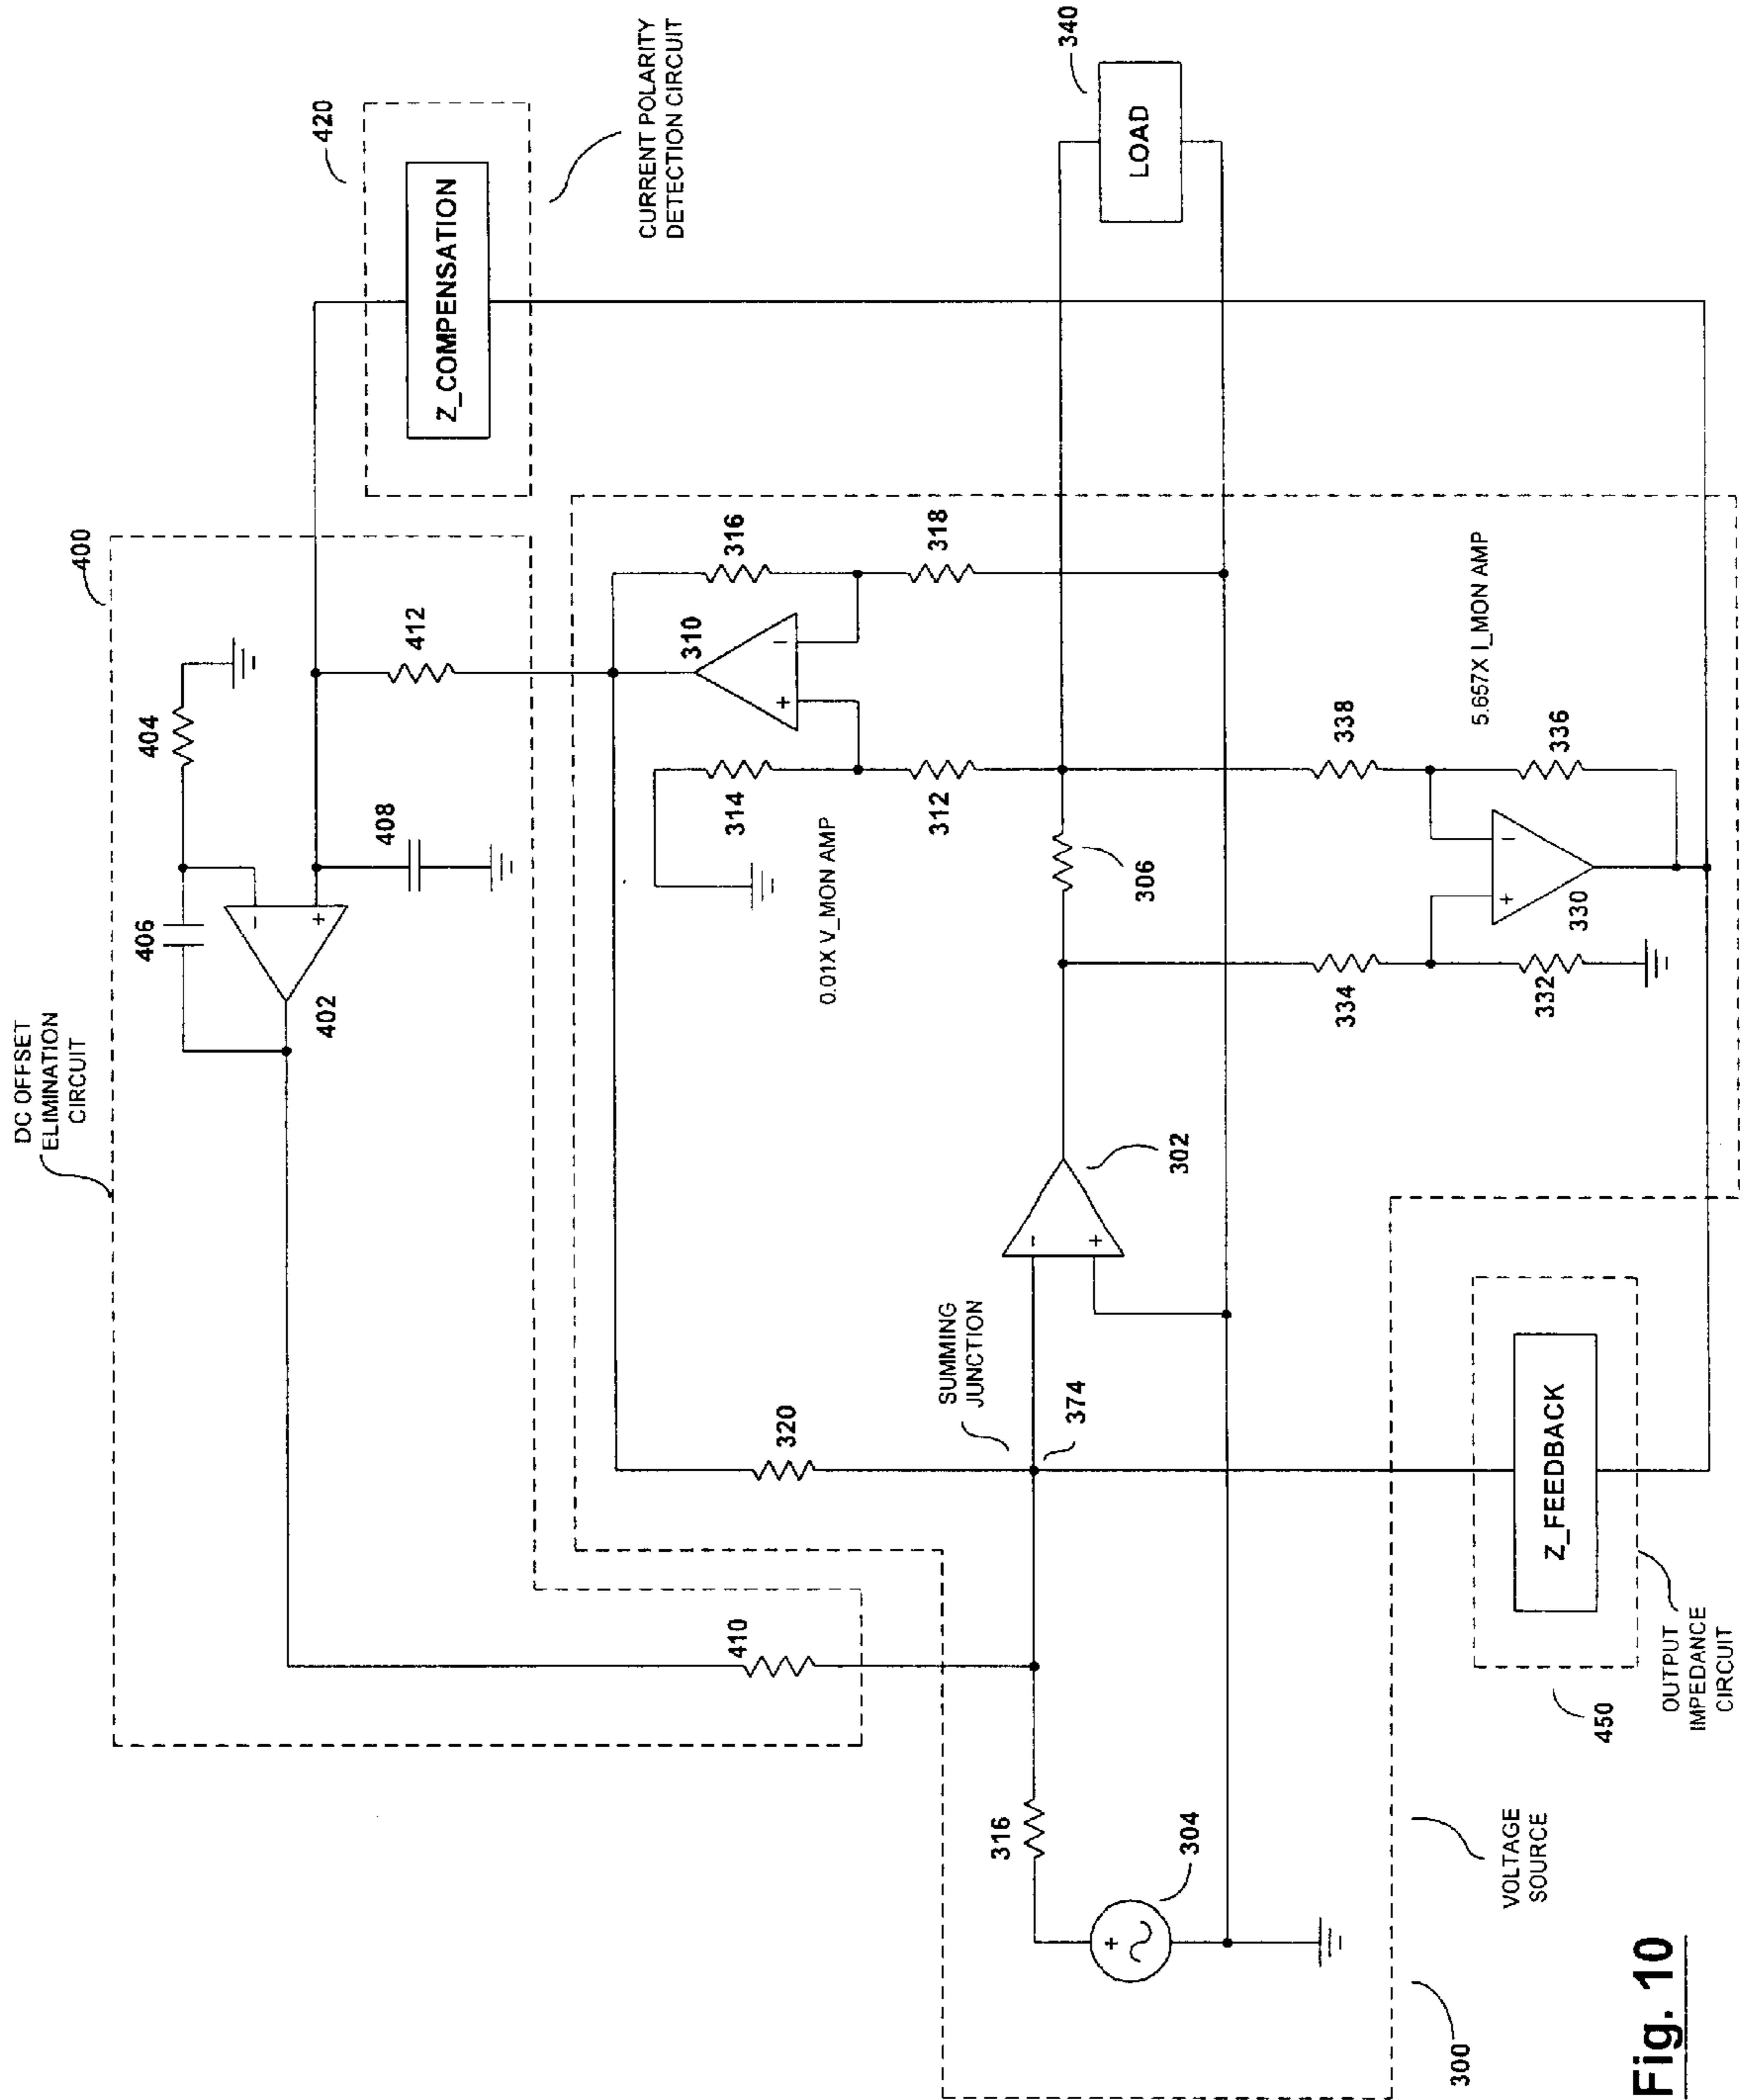 DC OFFSET
ELIMINATION
CIRCUIT
400
404
406
408
402
412
410
420
Z_COMPENSATION
CURRENT POLARITY
DETECTION CIRCUIT
340
LOAD
316
318
310
-
+
314
312
0.01X V_MON AMP
306
338
336
5.657X I_MON AMP
334
332
330
-
+
302
-
+
-
+
SUMMING
JUNCTION
374
320
316
304
+
Z_FEEDBACK
OUTPUT
IMPEDANCE
CIRCUIT
450
VOLTAGE
SOURCE
300
Fig. 10